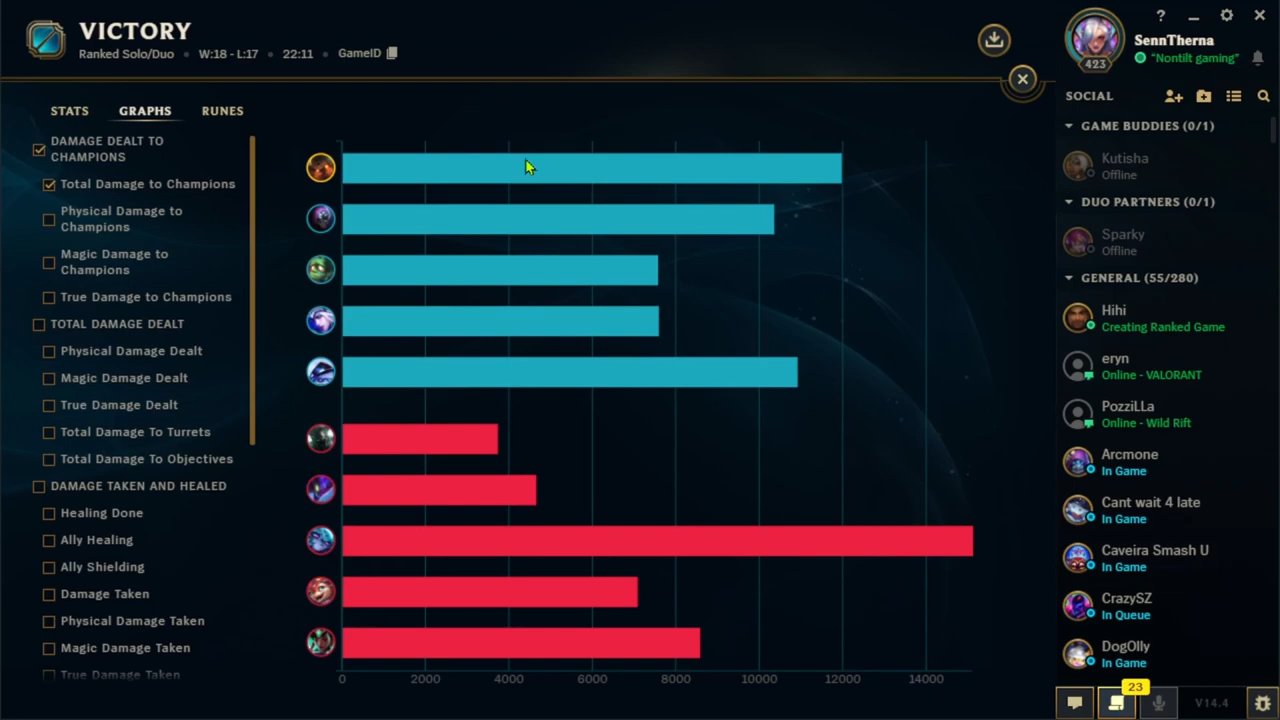 VICTORY
Ranked Solo/Duo • W:18 - L:17 • 22:11 GameID
STATS GRAPHS RUNES
DAMAGE DEALT TO
CHAMPIONS
Total Damage to Champions
Physical Damage to
Champions
Magic Damage to
Champions
True Damage to Champions
TOTAL DAMAGE DEALT
Physical Damage Dealt
Magic Damage Dealt
True Damage Dealt
Total Damage To Turrets
Total Damage To Objectives
DAMAGE TAKEN AND HEALED
Healing Done
Ally Healing
Ally Shielding
Damage Taken
Physical Damage Taken
Magic Damage Taken
True Damage Taken
0 2000 4000 6000 8000 10000 12000 14000
?
423
SennTherna
"Nontilt gaming"
SOCIAL
GAME BUDDIES (0/1)
Kutisha
Offline
DUO PARTNERS (0/1)
Sparky
Offline
GENERAL (55/280)
Hihi
Creating Ranked Game
eryn
Online - VALORANT
PozziLLa
Online - Wild Rift
Arcmone
In Game
Cant wait 4 late
In Game
Caveira Smash U
In Game
CrazySZ
In Queue
DogOlly
In Game
23
V14.4